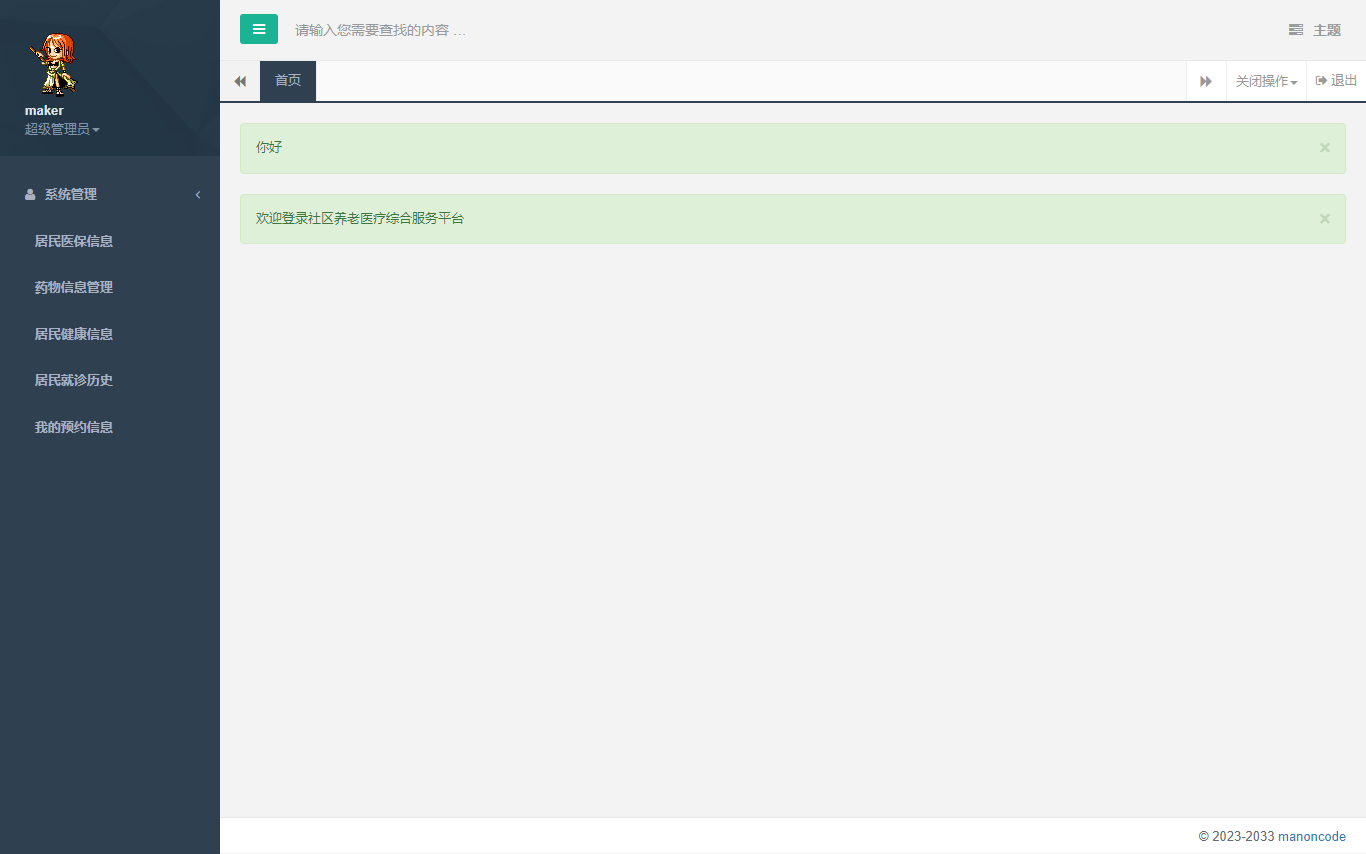 maker
超级管理员
系统管理
居民医保信息
药物信息管理
居民健康信息
居民就诊历史
我的预约信息
请输入您需要查找的内容 …
主题
首页
关闭操作
退出
你好
×
欢迎登录社区养老医疗综合服务平台
×
© 2023-2033 manoncode